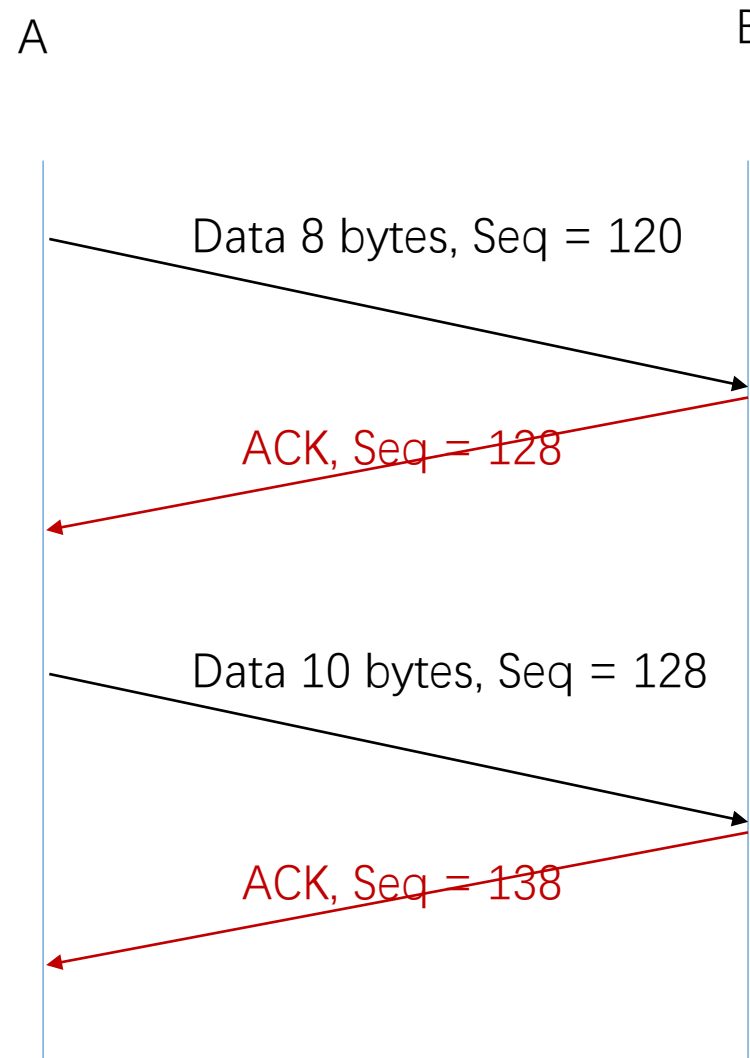 A
B
Data 8 bytes, Seq = 120
ACK, Seq = 128
Data 10 bytes, Seq = 128
ACK, Seq = 138